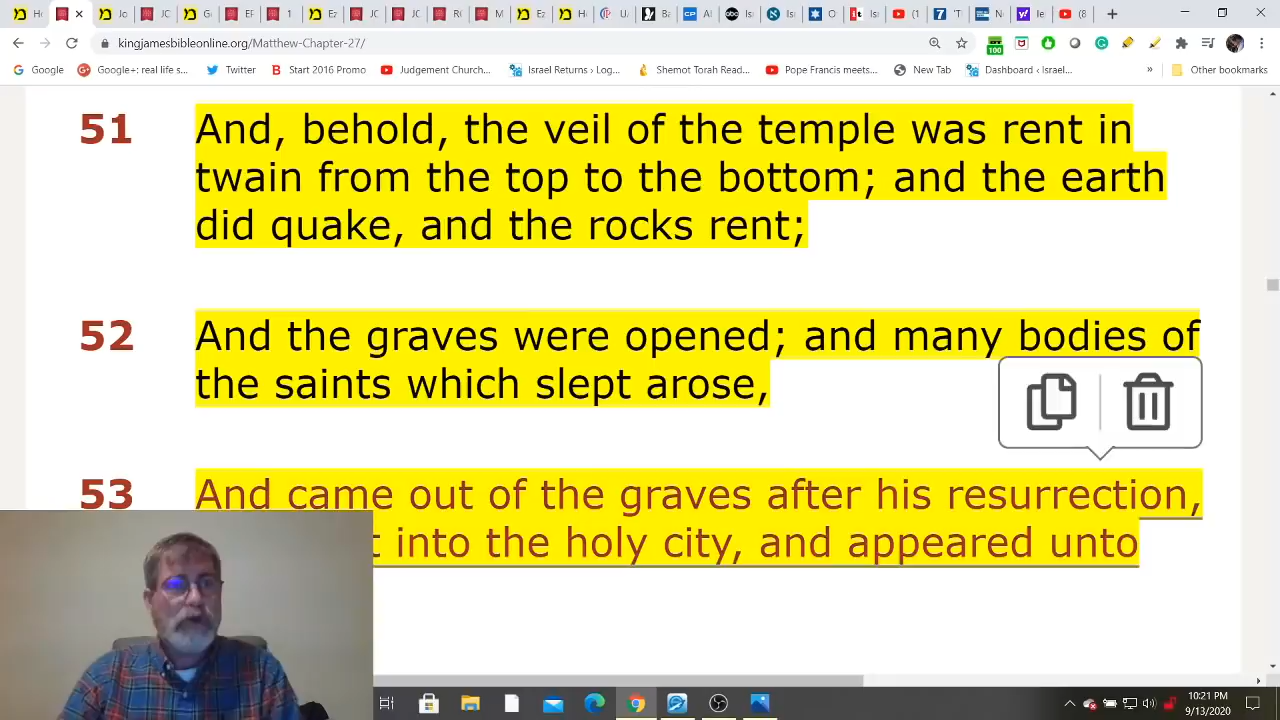 kingjamesbibleonline.org/Matthew-Chapter-27/
Google
Google+: real life s...
Twitter
Start 2016 Promo
Judgement Church...
Israel Returns › Log...
Shemot Torah Read...
Pope Francis meets...
New Tab
Dashboard ‹ Israel...
»
Other bookmarks
51 And, behold, the veil of the temple was rent in
twain from the top to the bottom; and the earth
did quake, and the rocks rent;
52 And the graves were opened; and many bodies of
the saints which slept arose,
53 And came out of the graves after his resurrection,
into the holy city, and appeared unto
10:21 PM
9/13/2020